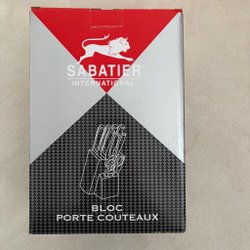 SABATIER
INTERNATIONAL
BLOC
PORTE COUTEAUX